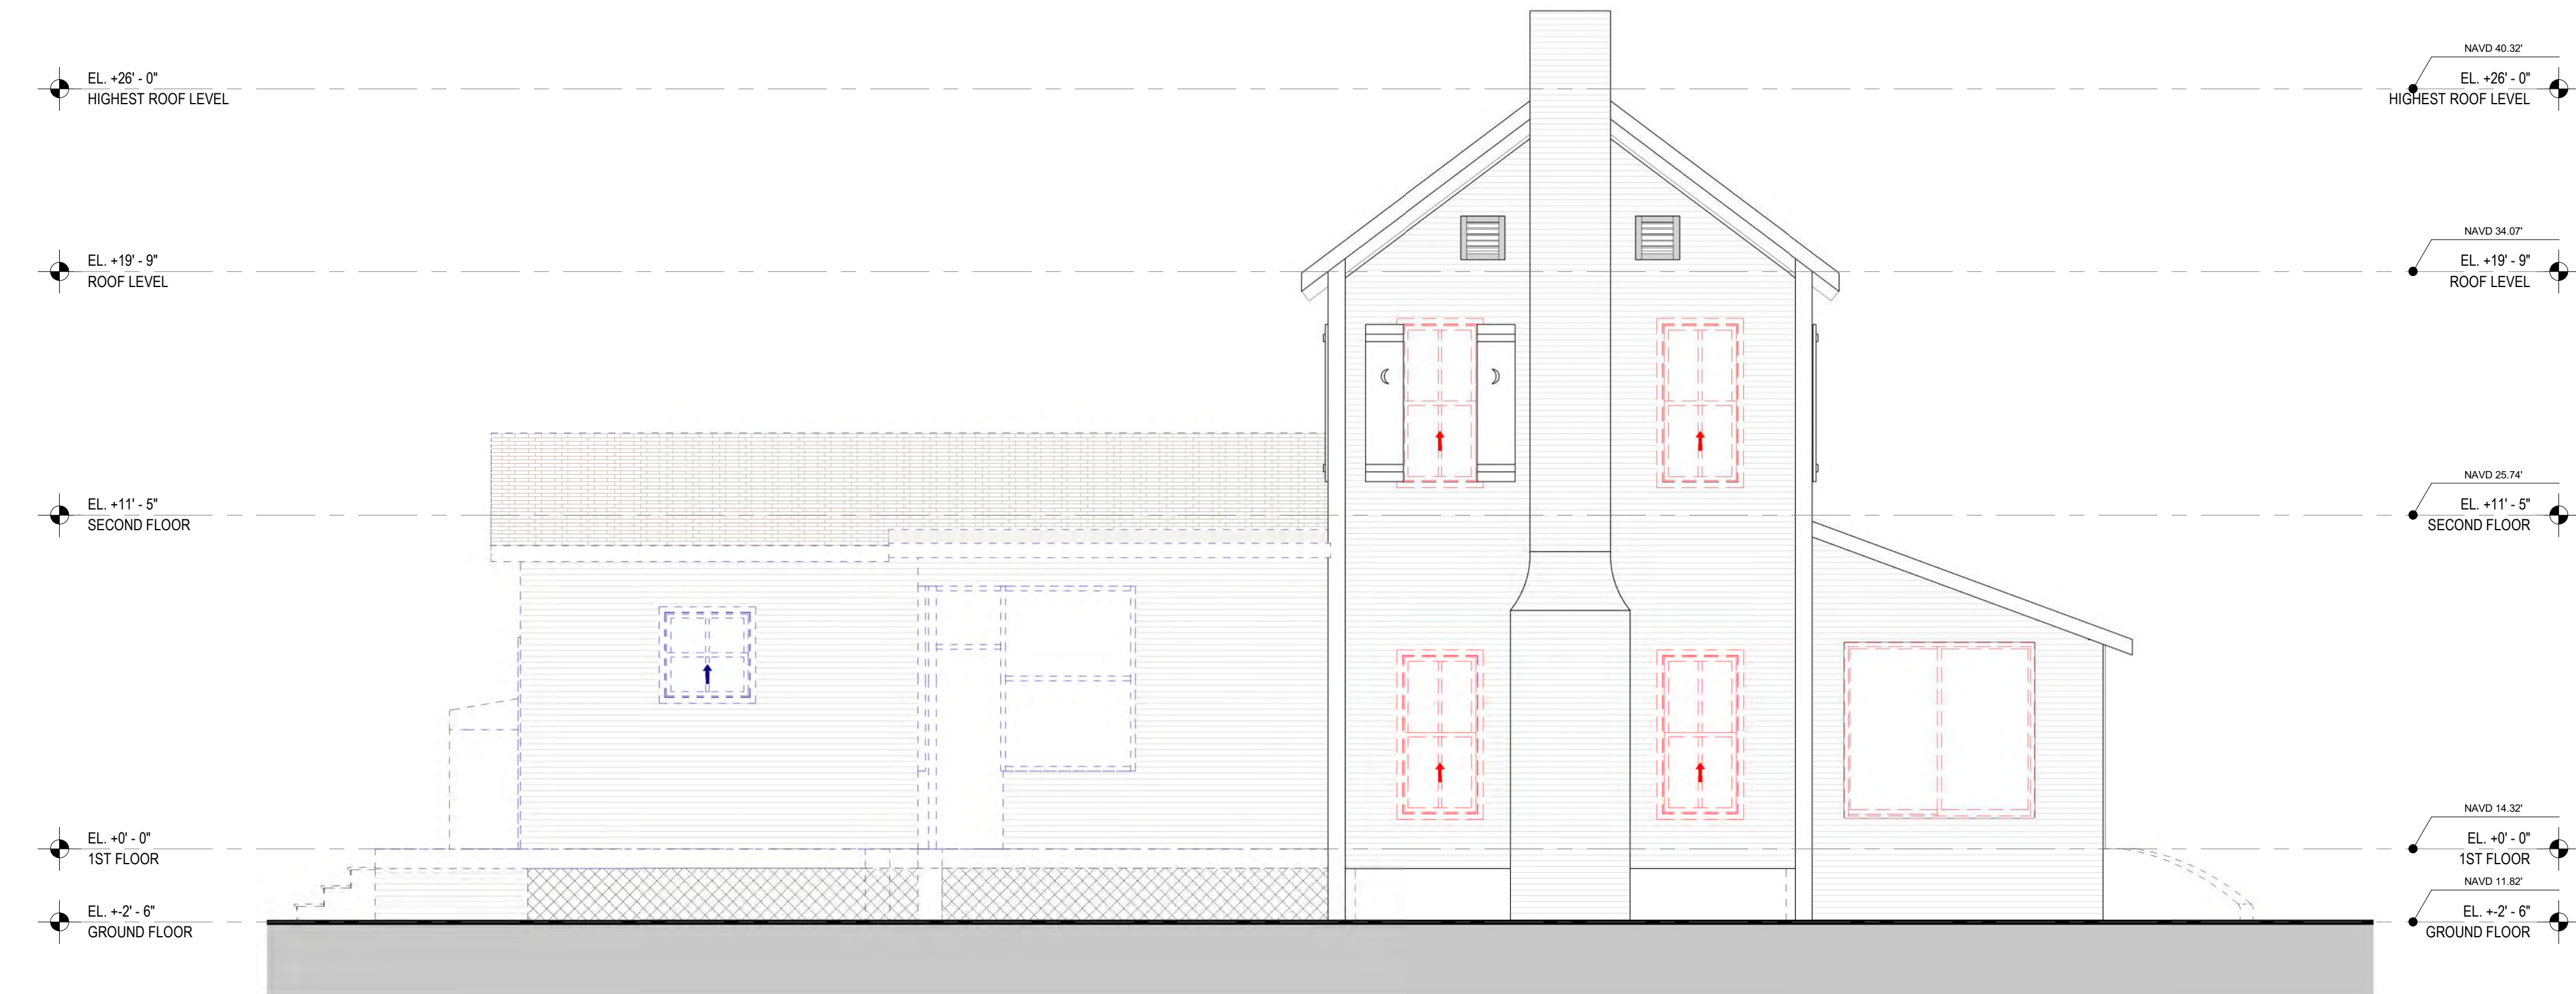 NAVD 40.32'
EL. +26' - 0"
EL. +26' - 0"
HIGHEST ROOF LEVEL
HIGHEST ROOF LEVEL
NAVD 34.07'
EL. +19' - 9"
EL. +19' - 9"
ROOF LEVEL
ROOF LEVEL
NAVD 25.74'
EL. +11' - 5"
EL. +11' - 5"
SECOND FLOOR
SECOND FLOOR
NAVD 14.32'
EL. +0' - 0"
EL. +0' - 0"
1ST FLOOR
1ST FLOOR
NAVD 11.82'
EL. +-2' - 6"
EL. +-2' - 6"
GROUND FLOOR
GROUND FLOOR